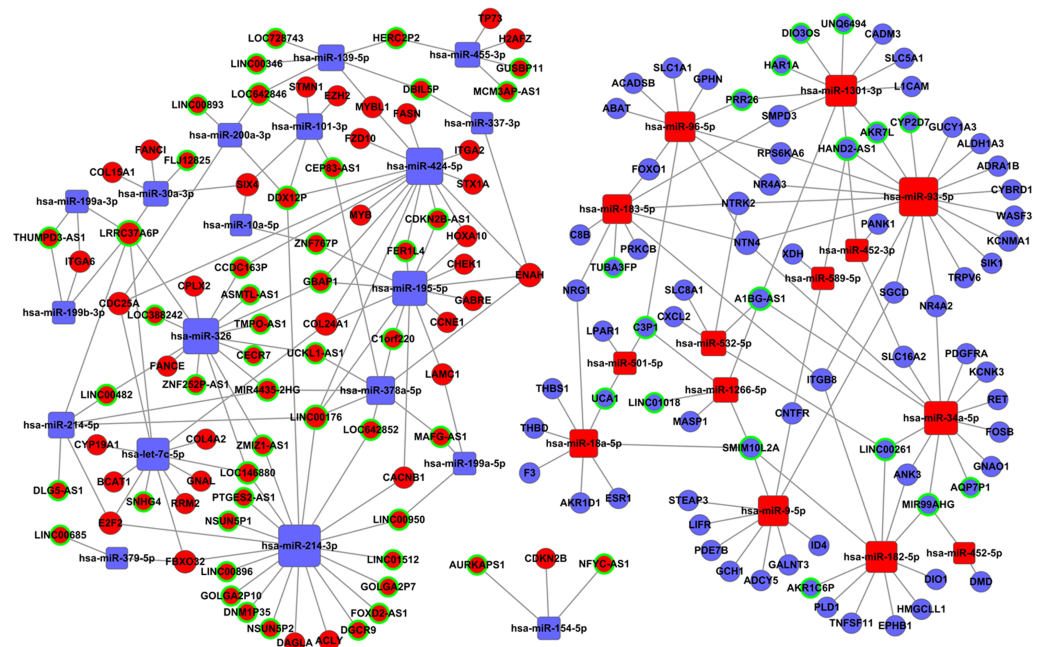 TP73
LOC728743
HERC2P2
H2AFZ
hsa-miR-139-5p
hsa-miR-455-3p
LINC00346
GUSBP11
STMN1
LOC642846
EZH2
DBIL5P
MCM3AP-AS1
LINC00893
MYBL1
FASN
hsa-miR-200a-3p
hsa-miR-101-3p
hsa-miR-337-3p
FZD10
FANCI
FLJ12825
ITGA2
COL15A1
CEP83-AS1
hsa-miR-424-5p
SIX4
STX1A
hsa-miR-30a-3p
DDX12P
hsa-miR-199a-3p
MYB
CDKN2B-AS1
hsa-miR-10a-5p
HOXA10
LRRC37A6P
THUMPD3-AS1
ZNF767P
FER1L4
ITGA6
CCDC163P
CHEK1
ENAH
GBAP1
hsa-miR-195-5p
CPLX2
ASMTL-AS1
GABRE
CDC25A
hsa-miR-199b-3p
LOC388242
TMPO-AS1
COL24A1
CCNE1
hsa-miR-326
C1orf220
CECR7
UCKL1-AS1
FANCE
LAMC1
ZNF252P-AS1
MIR4435-2HG
hsa-miR-378a-5p
LINC00482
LINC00176
hsa-miR-214-5p
LOC642852
MAFG-AS1
CYP19A1
COL4A2
ZMIZ1-AS1
hsa-let-7c-5p
hsa-miR-199a-5p
LOC146880
BCAT1
GNAL
CACNB1
DLG5-AS1
SNHG4
RRM2
PTGES2-AS1
NSUN5P1
LINC00950
E2F2
LINC00685
hsa-miR-214-3p
hsa-miR-379-5p
FBXO32
LINC01512
LINC00896
GOLGA2P7
GOLGA2P10
DNM1P35
FOXD2-AS1
NSUN5P2
DGCR9
DAGLA
ACLY
AURKAPS1
CDKN2B
NFYC-AS1
hsa-miR-154-5p
UNQ6494
DIO3OS
CADM3
SLC1A1
SLC5A1
ACADSB
GPHN
HAR1A
L1CAM
hsa-miR-1301-3p
ABAT
PRR26
SMPD3
hsa-miR-96-5p
CYP2D7
AKR7L
GUCY1A3
HAND2-AS1
RPS6KA6
ALDH1A3
FOXO1
ADRA1B
NR4A3
CYBRD1
NTRK2
hsa-miR-93-5p
hsa-miR-183-5p
WASF3
PANK1
C8B
NTN4
KCNMA1
PRKCB
XDH
hsa-miR-452-3p
SIK1
TUBA3FP
hsa-miR-589-5p
TRPV6
NRG1
SLC8A1
A1BG-AS1
SGCD
NR4A2
CXCL2
LPAR1
C3P1
hsa-miR-532-5p
SLC16A2
PDGFRA
hsa-miR-501-5p
KCNK3
ITGB8
THBS1
hsa-miR-1266-5p
UCA1
LINC01018
RET
CNTFR
hsa-miR-34a-5p
MASP1
THBD
FOSB
hsa-miR-18a-5p
SMIM10L2A
LINC00261
GNAO1
F3
ANK3
AQP7P1
AKR1D1
ESR1
STEAP3
MIR99AHG
hsa-miR-9-5p
LIFR
ID4
PDE7B
hsa-miR-182-5p
hsa-miR-452-5p
GCH1
GALNT3
ADCY5
DIO1
DMD
AKR1C6P
PLD1
HMGCLL1
TNFSF11
EPHB1